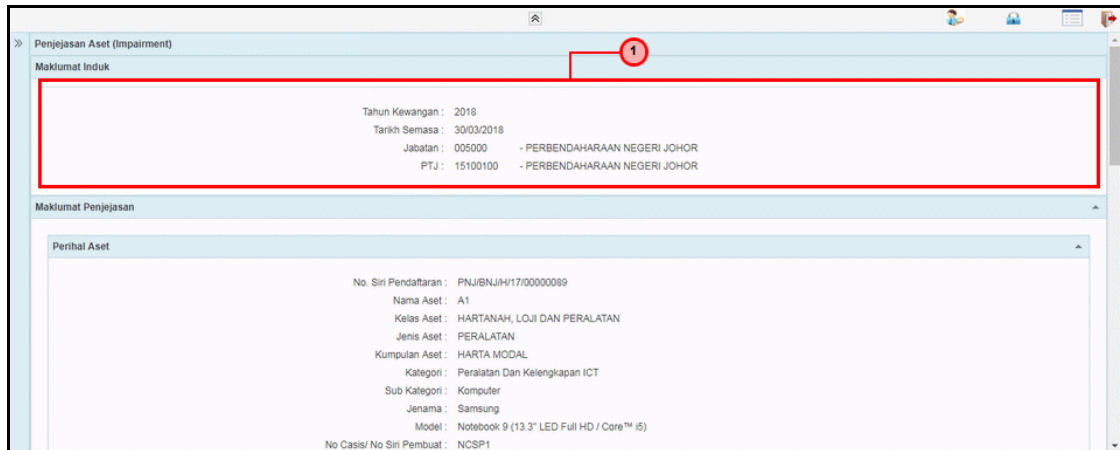 Penjejasan Aset (Impairment)
1
Maklumat Induk
Tahun Kewangan : 2018
Tarikh Semasa : 30/03/2018
Jabatan : 005000 - PERBENDAHARAAN NEGERI JOHOR
PTJ : 15100100 - PERBENDAHARAAN NEGERI JOHOR
Maklumat Penjejasan
Perihal Aset
No. Siri Pendaftaran : PNJ/BNJ/H/17/00000089
Nama Aset : A1
Kelas Aset : HARTANAH, LOJI DAN PERALATAN
Jenis Aset : PERALATAN
Kumpulan Aset : HARTA MODAL
Kategori : Peralatan Dan Kelengkapan ICT
Sub Kategori : Komputer
Jenama : Samsung
Model : Notebook 9 (13.3" LED Full HD / Core™ i5)
No Casis/ No Siri Pembuat : NCSP1